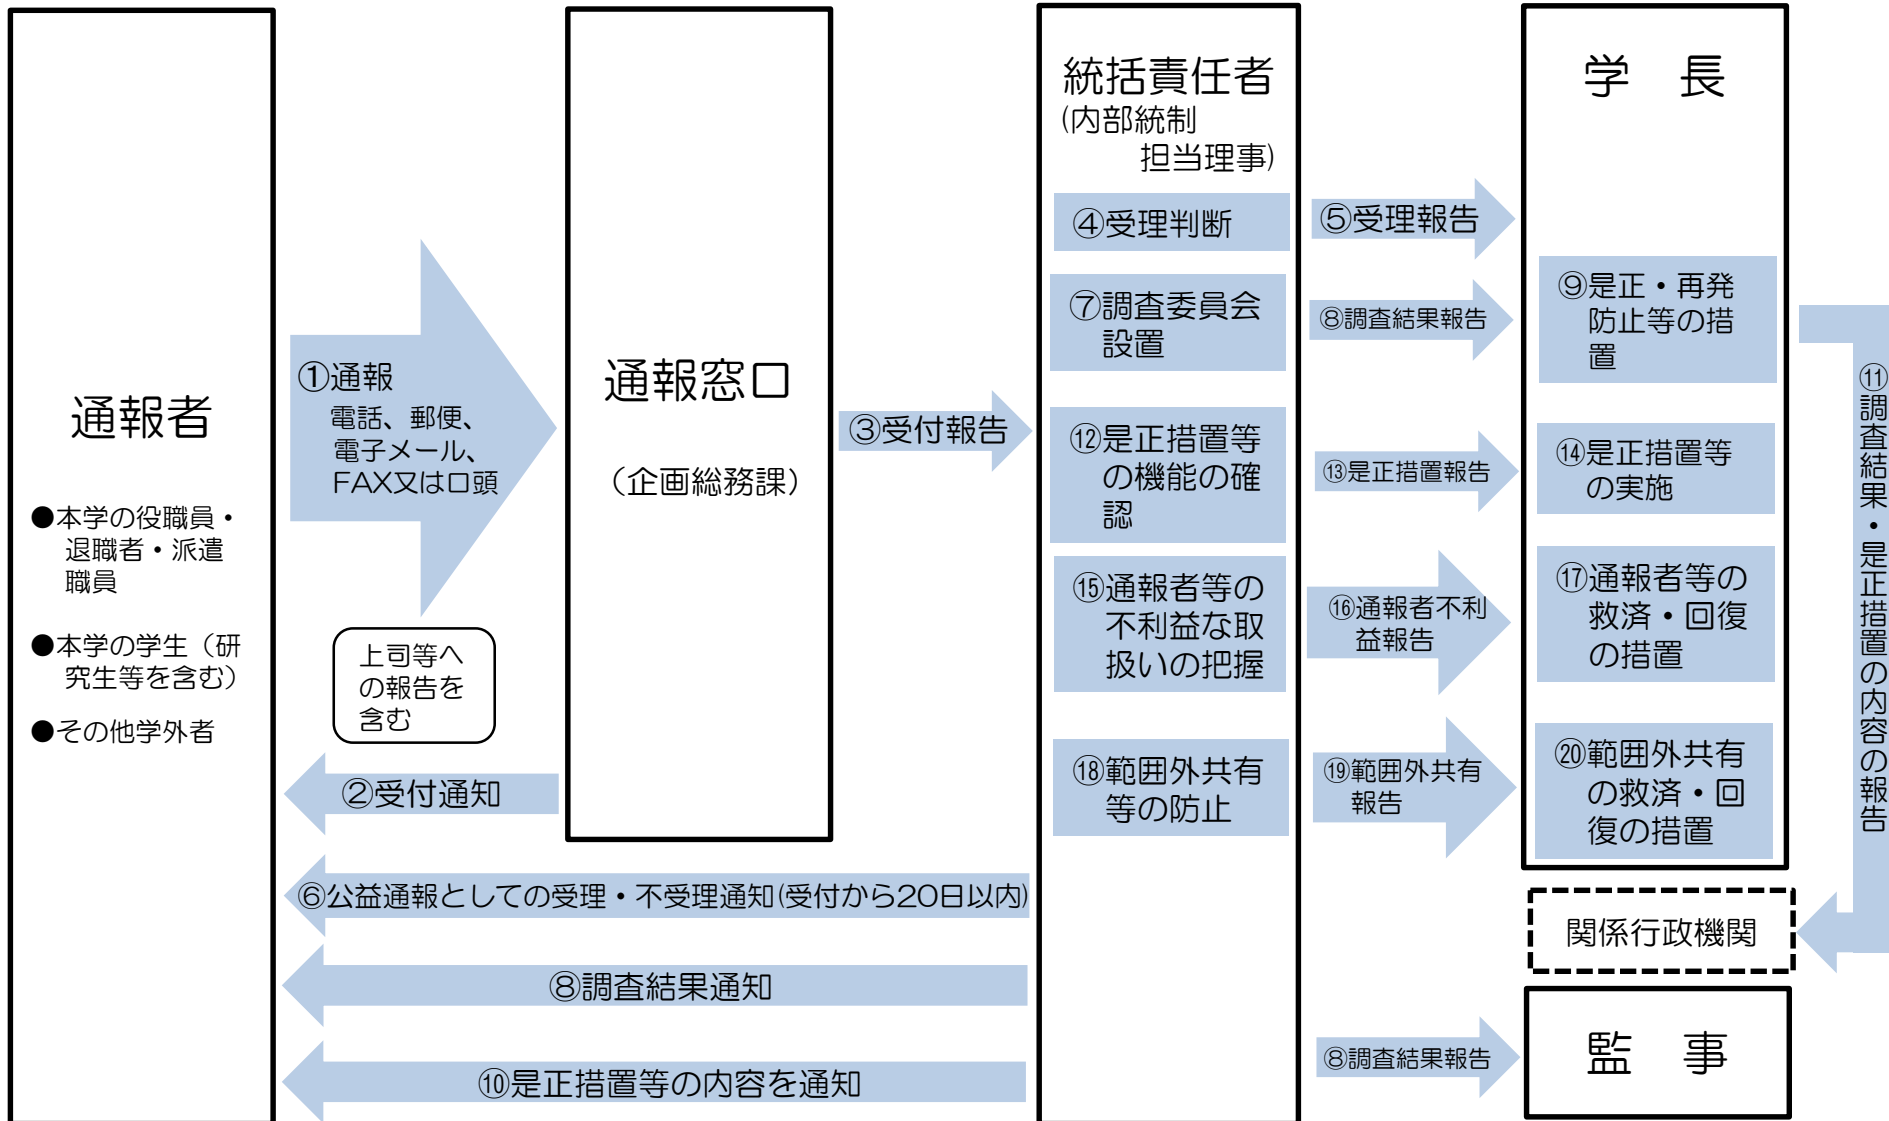 通報者
●本学の役職員・
退職者・派遣
職員
●本学の学生（研
究生等を含む）
●その他学外者
①通報
電話、郵便、
電子メール、
FAX又は口頭
上司等へ
の報告を
含む
②受付通知
通報窓口
（企画総務課）
③受付報告
統括責任者
(内部統制
担当理事)
④受理判断
⑤受理報告
⑥公益通報としての受理・不受理通知(受付から20日以内)
⑦調査委員会
設置
⑧調査結果報告
⑧調査結果通知
⑧調査結果報告
学　長
⑨是正・再発
防止等の措
置
⑩是正措置等の内容を通知
⑪調査結果・是正措置の内容の報告
⑫是正措置等
の機能の確
認
⑬是正措置報告
⑭是正措置等
の実施
⑮通報者等の
不利益な取
扱いの把握
⑯通報者不利
益報告
⑰通報者等の
救済・回復
の措置
⑱範囲外共有
等の防止
⑲範囲外共有
報告
⑳範囲外共有
の救済・回
復の措置
関係行政機関
監　事